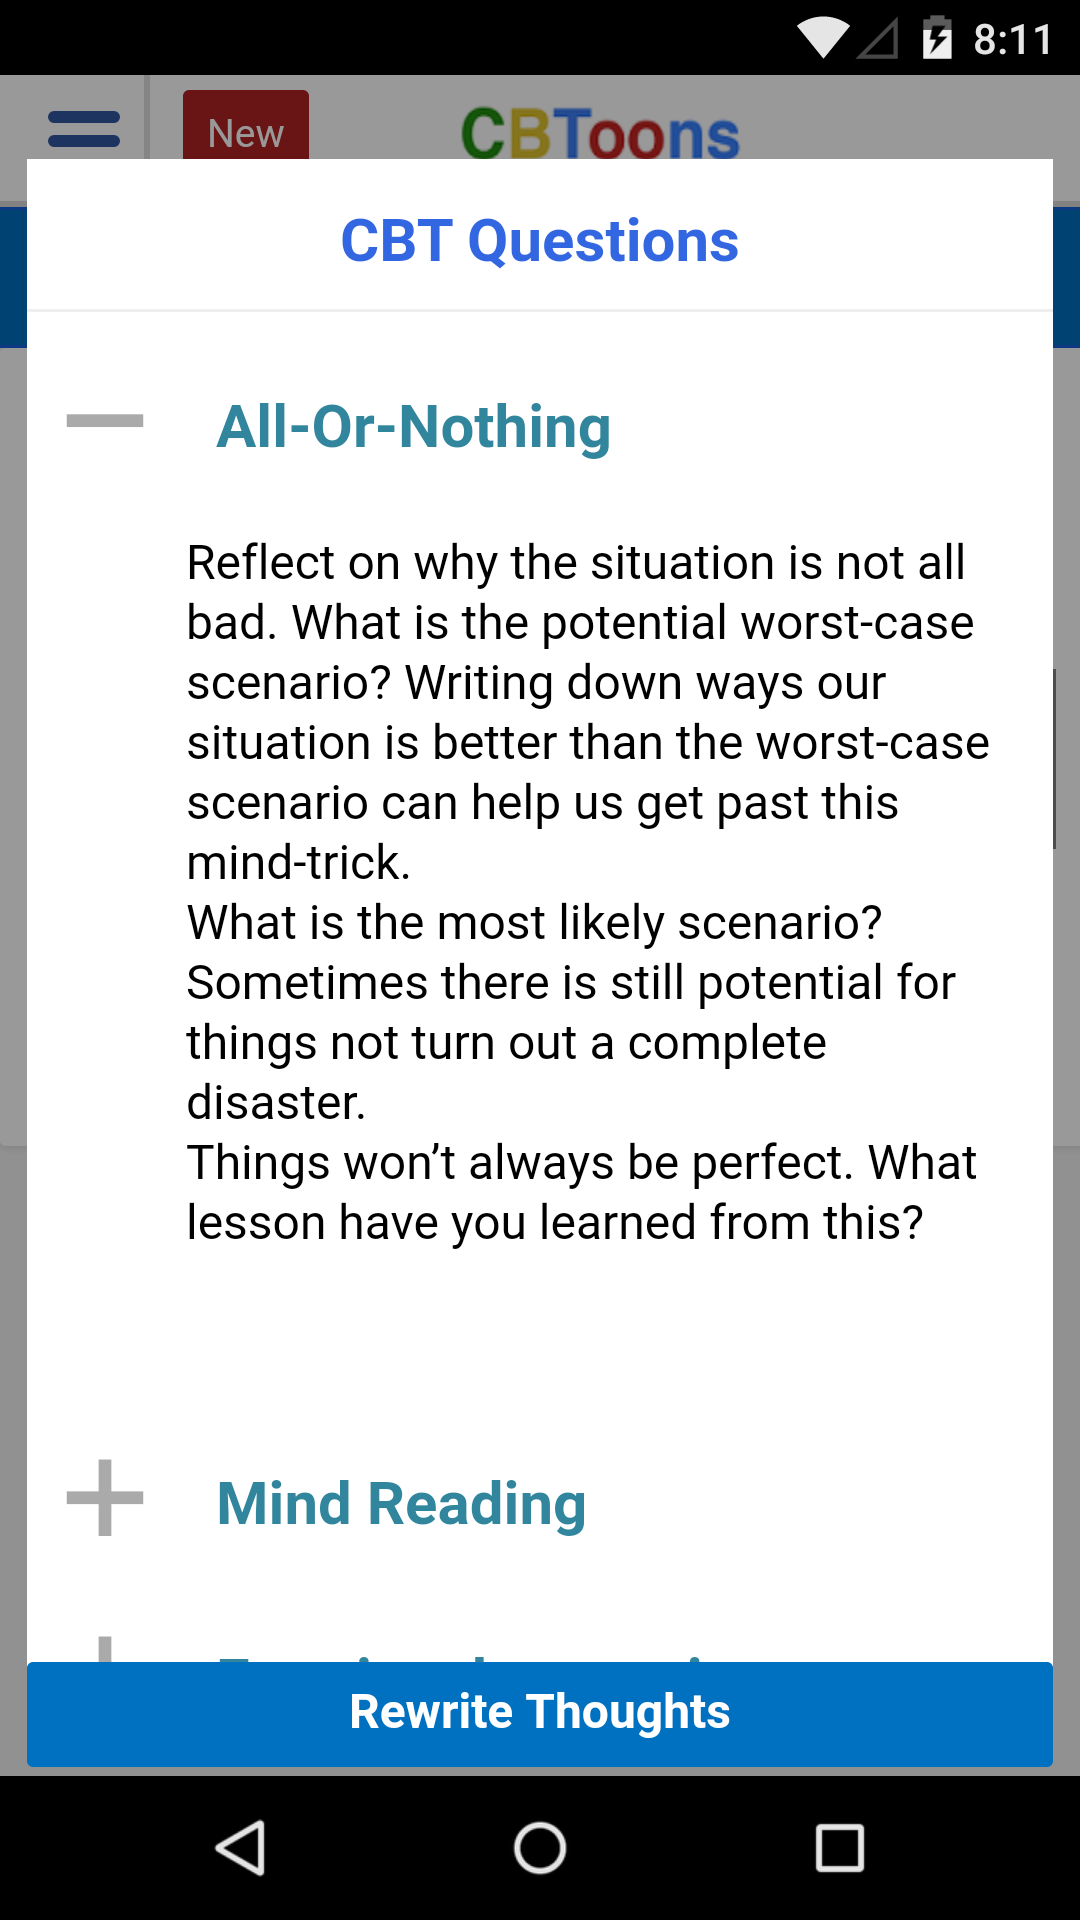 8:11
New
CBToons
CBT Questions
All-Or-Nothing
Reflect on why the situation is not all
bad. What is the potential worst-case
scenario? Writing down ways our
situation is better than the worst-case
scenario can help us get past this
mind-trick.
What is the most likely scenario?
Sometimes there is still potential for
things not turn out a complete
disaster.
Things won’t always be perfect. What
lesson have you learned from this?
Mind Reading
Rewrite Thoughts